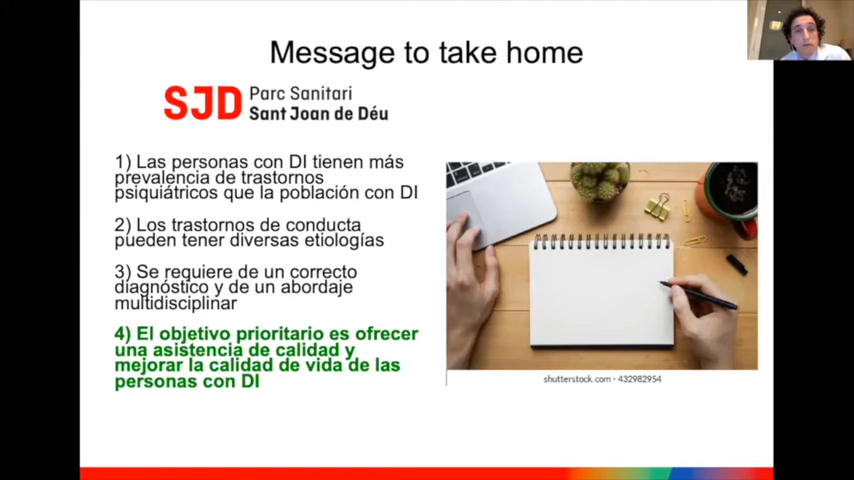 Message to take home
SJD Parc Sanitari
Sant Joan de Déu
1) Las personas con DI tienen más
prevalencia de trastornos
psiquiátricos que la población con DI
2) Los trastornos de conducta
pueden tener diversas etiologías
3) Se requiere de un correcto
diagnóstico y de un abordaje
multidisciplinar
4) El objetivo prioritario es ofrecer
una asistencia de calidad y
mejorar la calidad de vida de las
personas con DI
shutterstock.com • 432982954